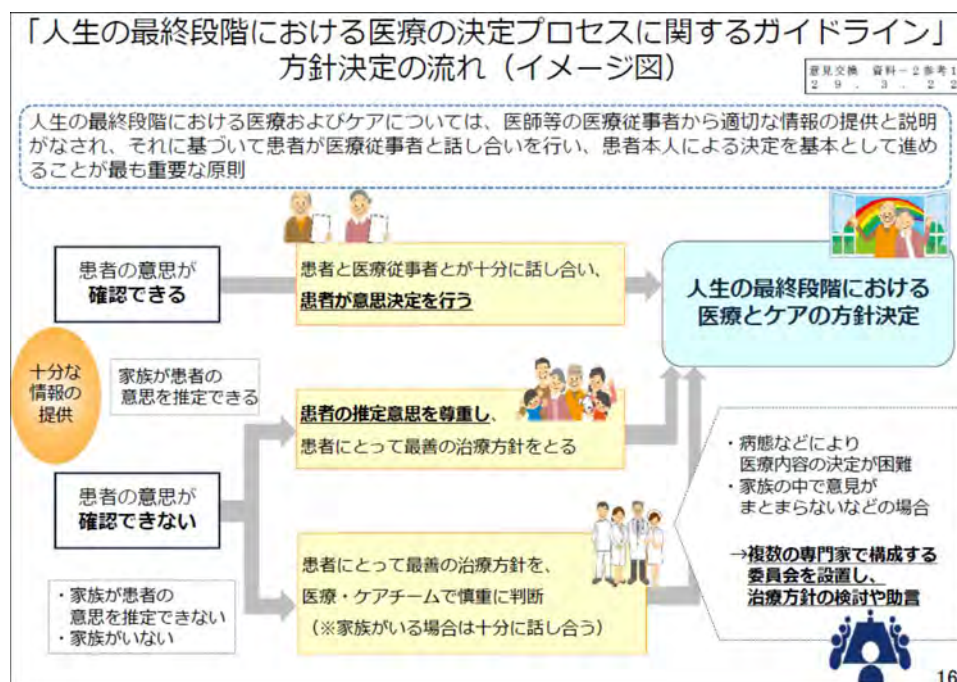 「人生の最終段階における医療の決定プロセスに関するガイドライン」
方針決定の流れ（イメージ図）
意見交換 資料－2参考1
29．3．22
人生の最終段階における医療およびケアについては、医師等の医療従事者から適切な情報の提供と説明
がなされ、それに基づいて患者が医療従事者と話し合いを行い、患者本人による決定を基本として進め
ることが最も重要な原則
患者の意思が
確認できる
患者と医療従事者とが十分に話し合い、
患者が意思決定を行う
人生の最終段階における
医療とケアの方針決定
十分な
情報の
提供
家族が患者の
意思を推定できる
患者の推定意思を尊重し、
患者にとって最善の治療方針をとる
患者の意思が
確認できない
・家族が患者の
意思を推定できない
・家族がいない
患者にとって最善の治療方針を、
医療・ケアチームで慎重に判断
（※家族がいる場合は十分に話し合う）
・病態などにより
医療内容の決定が困難
・家族の中で意見が
まとまらないなどの場合
→複数の専門家で構成する
委員会を設置し、
治療方針の検討や助言
16